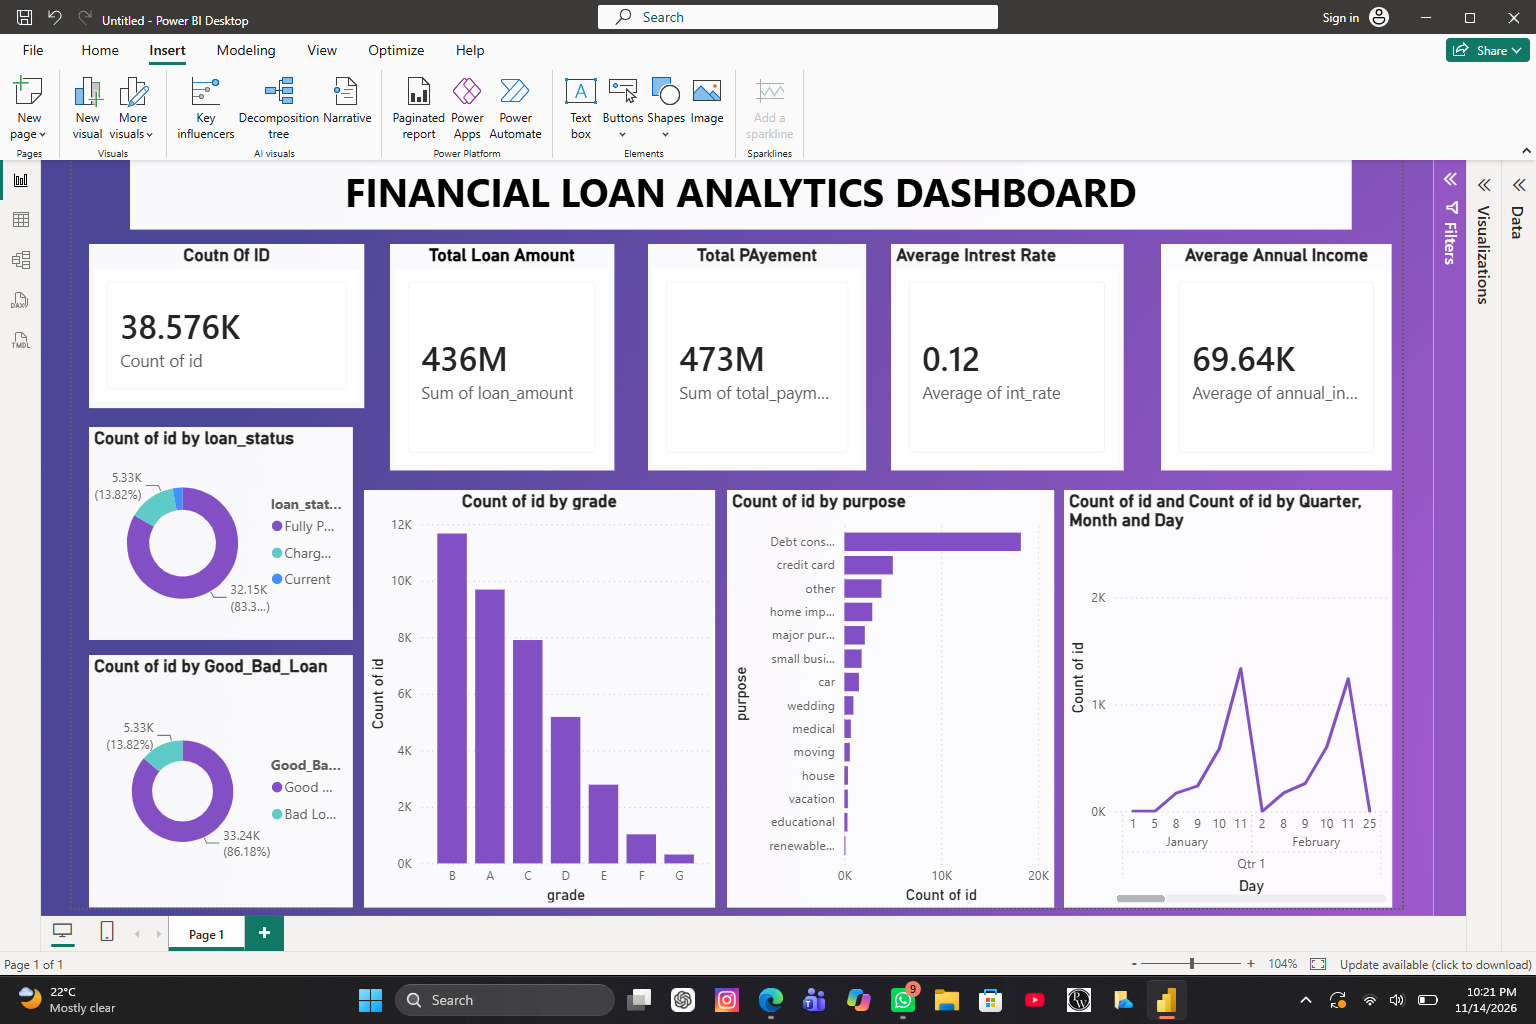 Untitled - Power BI Desktop
Search
Sign in
File Home Insert Modeling View Optimize Help
Share
New page
New visual
More visuals
Key influencers
Decomposition tree
Narrative
Paginated report
Power Apps
Power Automate
Text box
Buttons
Shapes
Image
Add a sparkline
Pages
Visuals
AI visuals
Power Platform
Elements
Sparklines
DAX
TMDL
FINANCIAL LOAN ANALYTICS DASHBOARD
Filters
Visualizations
Data
Coutn Of ID
38.576K
Count of id
Total Loan Amount
436M
Sum of loan_amount
Total PAyement
473M
Sum of total_paym...
Average Intrest Rate
0.12
Average of int_rate
Average Annual Income
69.64K
Average of annual_in...
Count of id by loan_status
5.33K
(13.82%)
32.15K
(83.3...)
loan_stat...
Fully P...
Charg...
Current
Count of id by Good_Bad_Loan
5.33K
(13.82%)
33.24K
(86.18%)
Good_Ba...
Good ...
Bad Lo...
Count of id by grade
Count of id
12K
10K
8K
6K
4K
2K
0K
B A C D E F G
grade
Count of id by purpose
purpose
Debt cons...
credit card
other
home imp...
major pur...
small busi...
car
wedding
medical
moving
house
vacation
educational
renewable...
0K 10K 20K
Count of id
Count of id and Count of id by Quarter,
Month and Day
Count of id
2K
1K
0K
1 5 8 9 10 11 2 8 9 10 11 25
January February
Qtr 1
Day
Page 1
+
Page 1 of 1
- + 104%
Update available (click to download)
22°C
Mostly clear
Search
9
10:21 PM
11/14/2026